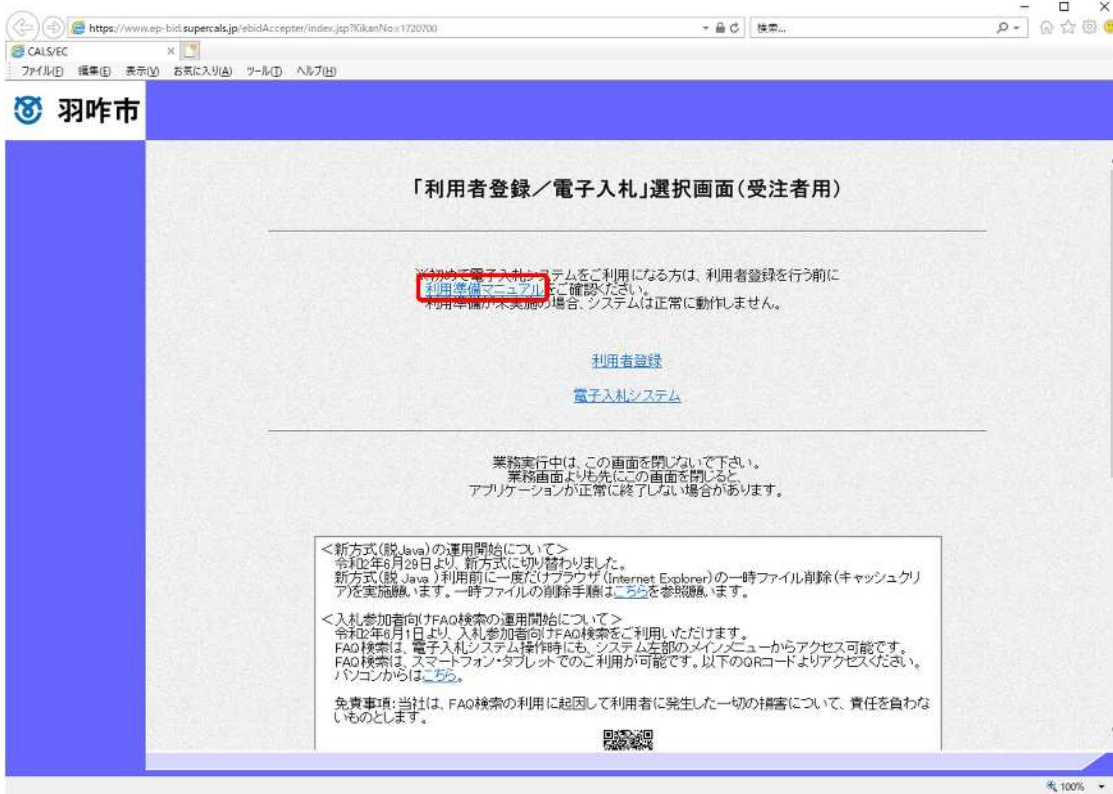 https://www.ep-bid.supercals.jp/ebidAccepter/index.jsp?KikanNo=1720700
検索...
CALS/EC
ファイル(F) 編集(E) 表示(V) お気に入り(A) ツール(T) ヘルプ(H)
羽咋市
「利用者登録／電子入札」選択画面(受注者用)
※初めて電子入札システムをご利用になる方は、利用者登録を行う前に
利用準備マニュアルをご確認ください。
利用準備が未実施の場合、システムは正常に動作しません。
利用者登録
電子入札システム
業務実行中は、この画面を閉じないで下さい。
業務画面よりも先にこの画面を閉じると、
アプリケーションが正常に終了しない場合があります。
＜新方式(脱Java)の運用開始について＞
令和2年6月29日より、新方式に切り替わりました。
新方式(脱 Java )利用前に一度だけブラウザ(Internet Explorer)の一時ファイル削除(キャッシュクリ
ア)を実施願います。一時ファイルの削除手順はこちらを参照願います。
＜入札参加者向けFAQ検索の運用開始について＞
令和2年6月1日より、入札参加者向けFAQ検索をご利用いただけます。
FAQ検索は、電子入札システム操作時にも、システム左部のメインメニューからアクセス可能です。
FAQ検索は、スマートフォン・タブレットでのご利用が可能です。以下のQRコードよりアクセスください。
パソコンからはこちら。
免責事項：当社は、FAQ検索の利用に起因して利用者に発生した一切の損害について、責任を負わな
いものとします。
100%